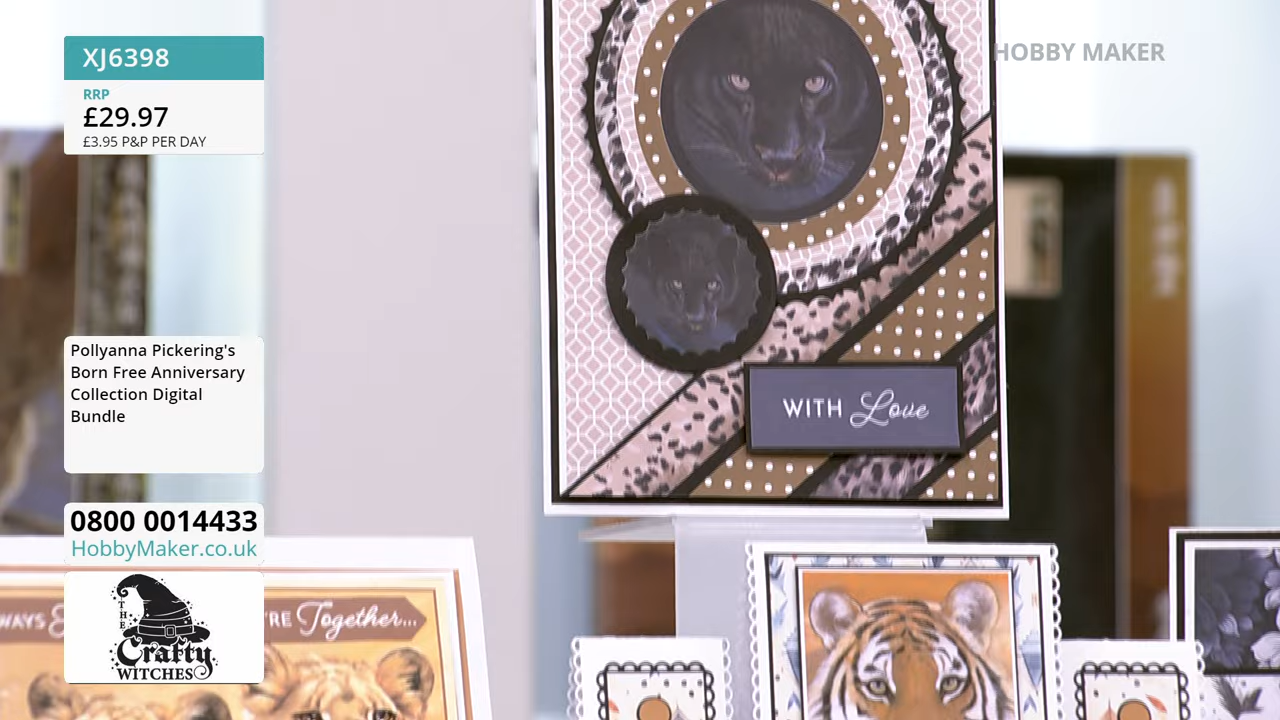 XJ6398
RRP
£29.97
£3.95 P&P PER DAY
Pollyanna Pickering's
Born Free Anniversary
Collection Digital
Bundle
0800 0014433
HobbyMaker.co.uk
THE
Crafty
WITCHES
HOBBY MAKER
WITH Love
Together...